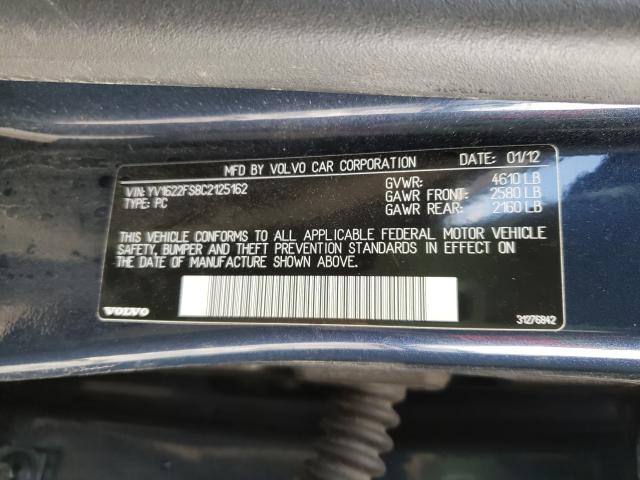 MFD BY VOLVO CAR CORPORATION DATE: 01/12
VIN: YV1622FS8C2125162 GVWR: 4610 LB
TYPE: PC GAWR FRONT: 2580 LB
GAWR REAR: 2160 LB
THIS VEHICLE CONFORMS TO ALL APPLICABLE FEDERAL MOTOR VEHICLE
SAFETY, BUMPER AND THEFT PREVENTION STANDARDS IN EFFECT ON
THE DATE OF MANUFACTURE SHOWN ABOVE.
VOLVO 31276842